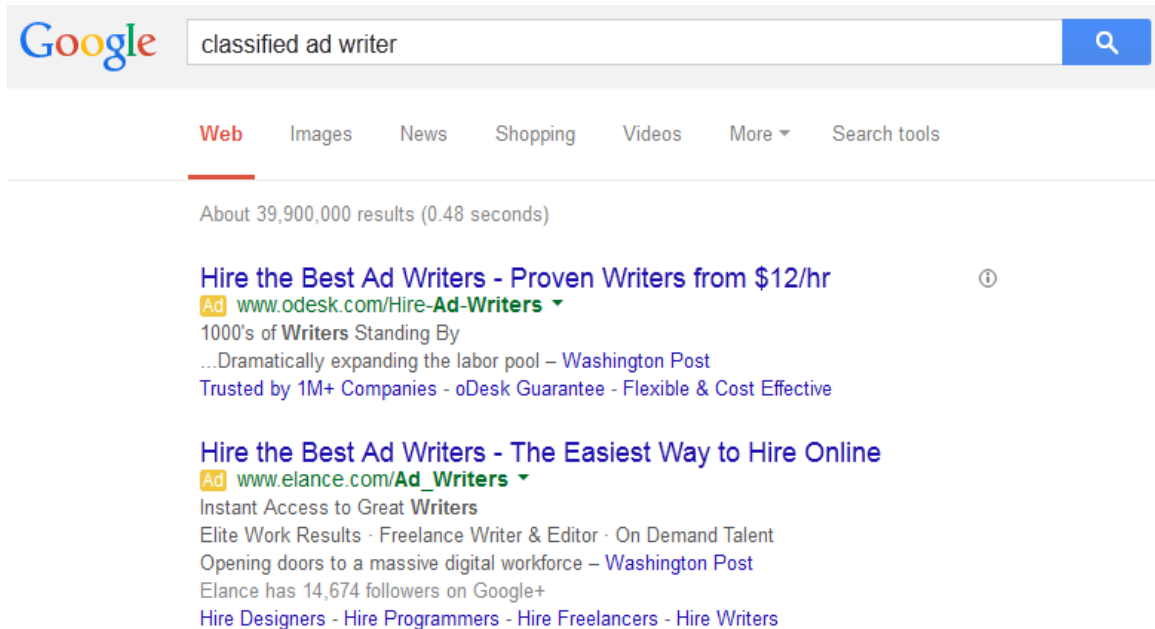 Google classified ad writer
Web Images News Shopping Videos More Search tools
About 39,900,000 results (0.48 seconds)
Hire the Best Ad Writers - Proven Writers from $12/hr
Ad www.odesk.com/Hire-Ad-Writers
1000's of Writers Standing By
...Dramatically expanding the labor pool – Washington Post
Trusted by 1M+ Companies - oDesk Guarantee - Flexible & Cost Effective
Hire the Best Ad Writers - The Easiest Way to Hire Online
Ad www.elance.com/Ad_Writers
Instant Access to Great Writers
Elite Work Results · Freelance Writer & Editor · On Demand Talent
Opening doors to a massive digital workforce – Washington Post
Elance has 14,674 followers on Google+
Hire Designers - Hire Programmers - Hire Freelancers - Hire Writers